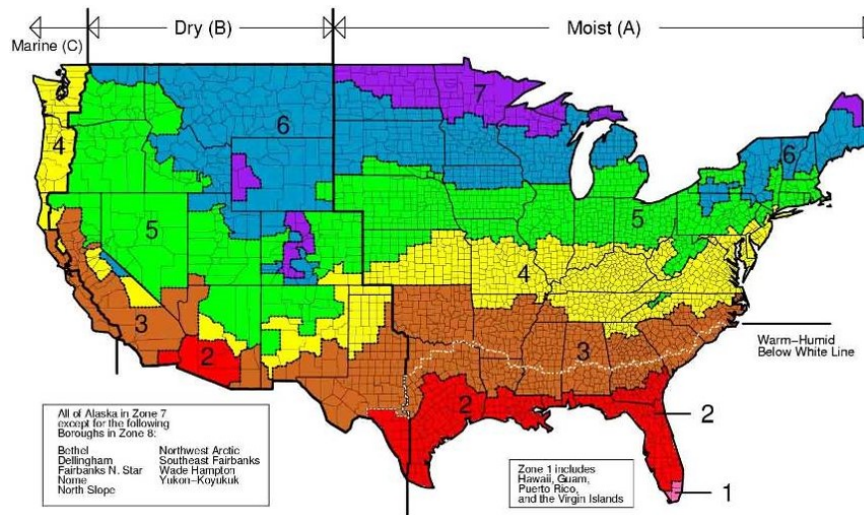 Marine (C)
Dry (B)
Moist (A)
7
6
4
6
5
5
4
3
3
2
2
Warm-Humid
Below White Line
2
1
All of Alaska in Zone 7
except for the following
Boroughs in Zone 8:
Bethel
Dellingham
Fairbanks N. Star
Nome
North Slope
Northwest Arctic
Southeast Fairbanks
Wade Hampton
Yukon-Koyukuk
Zone 1 includes
Hawaii, Guam,
Puerto Rico,
and the Virgin Islands